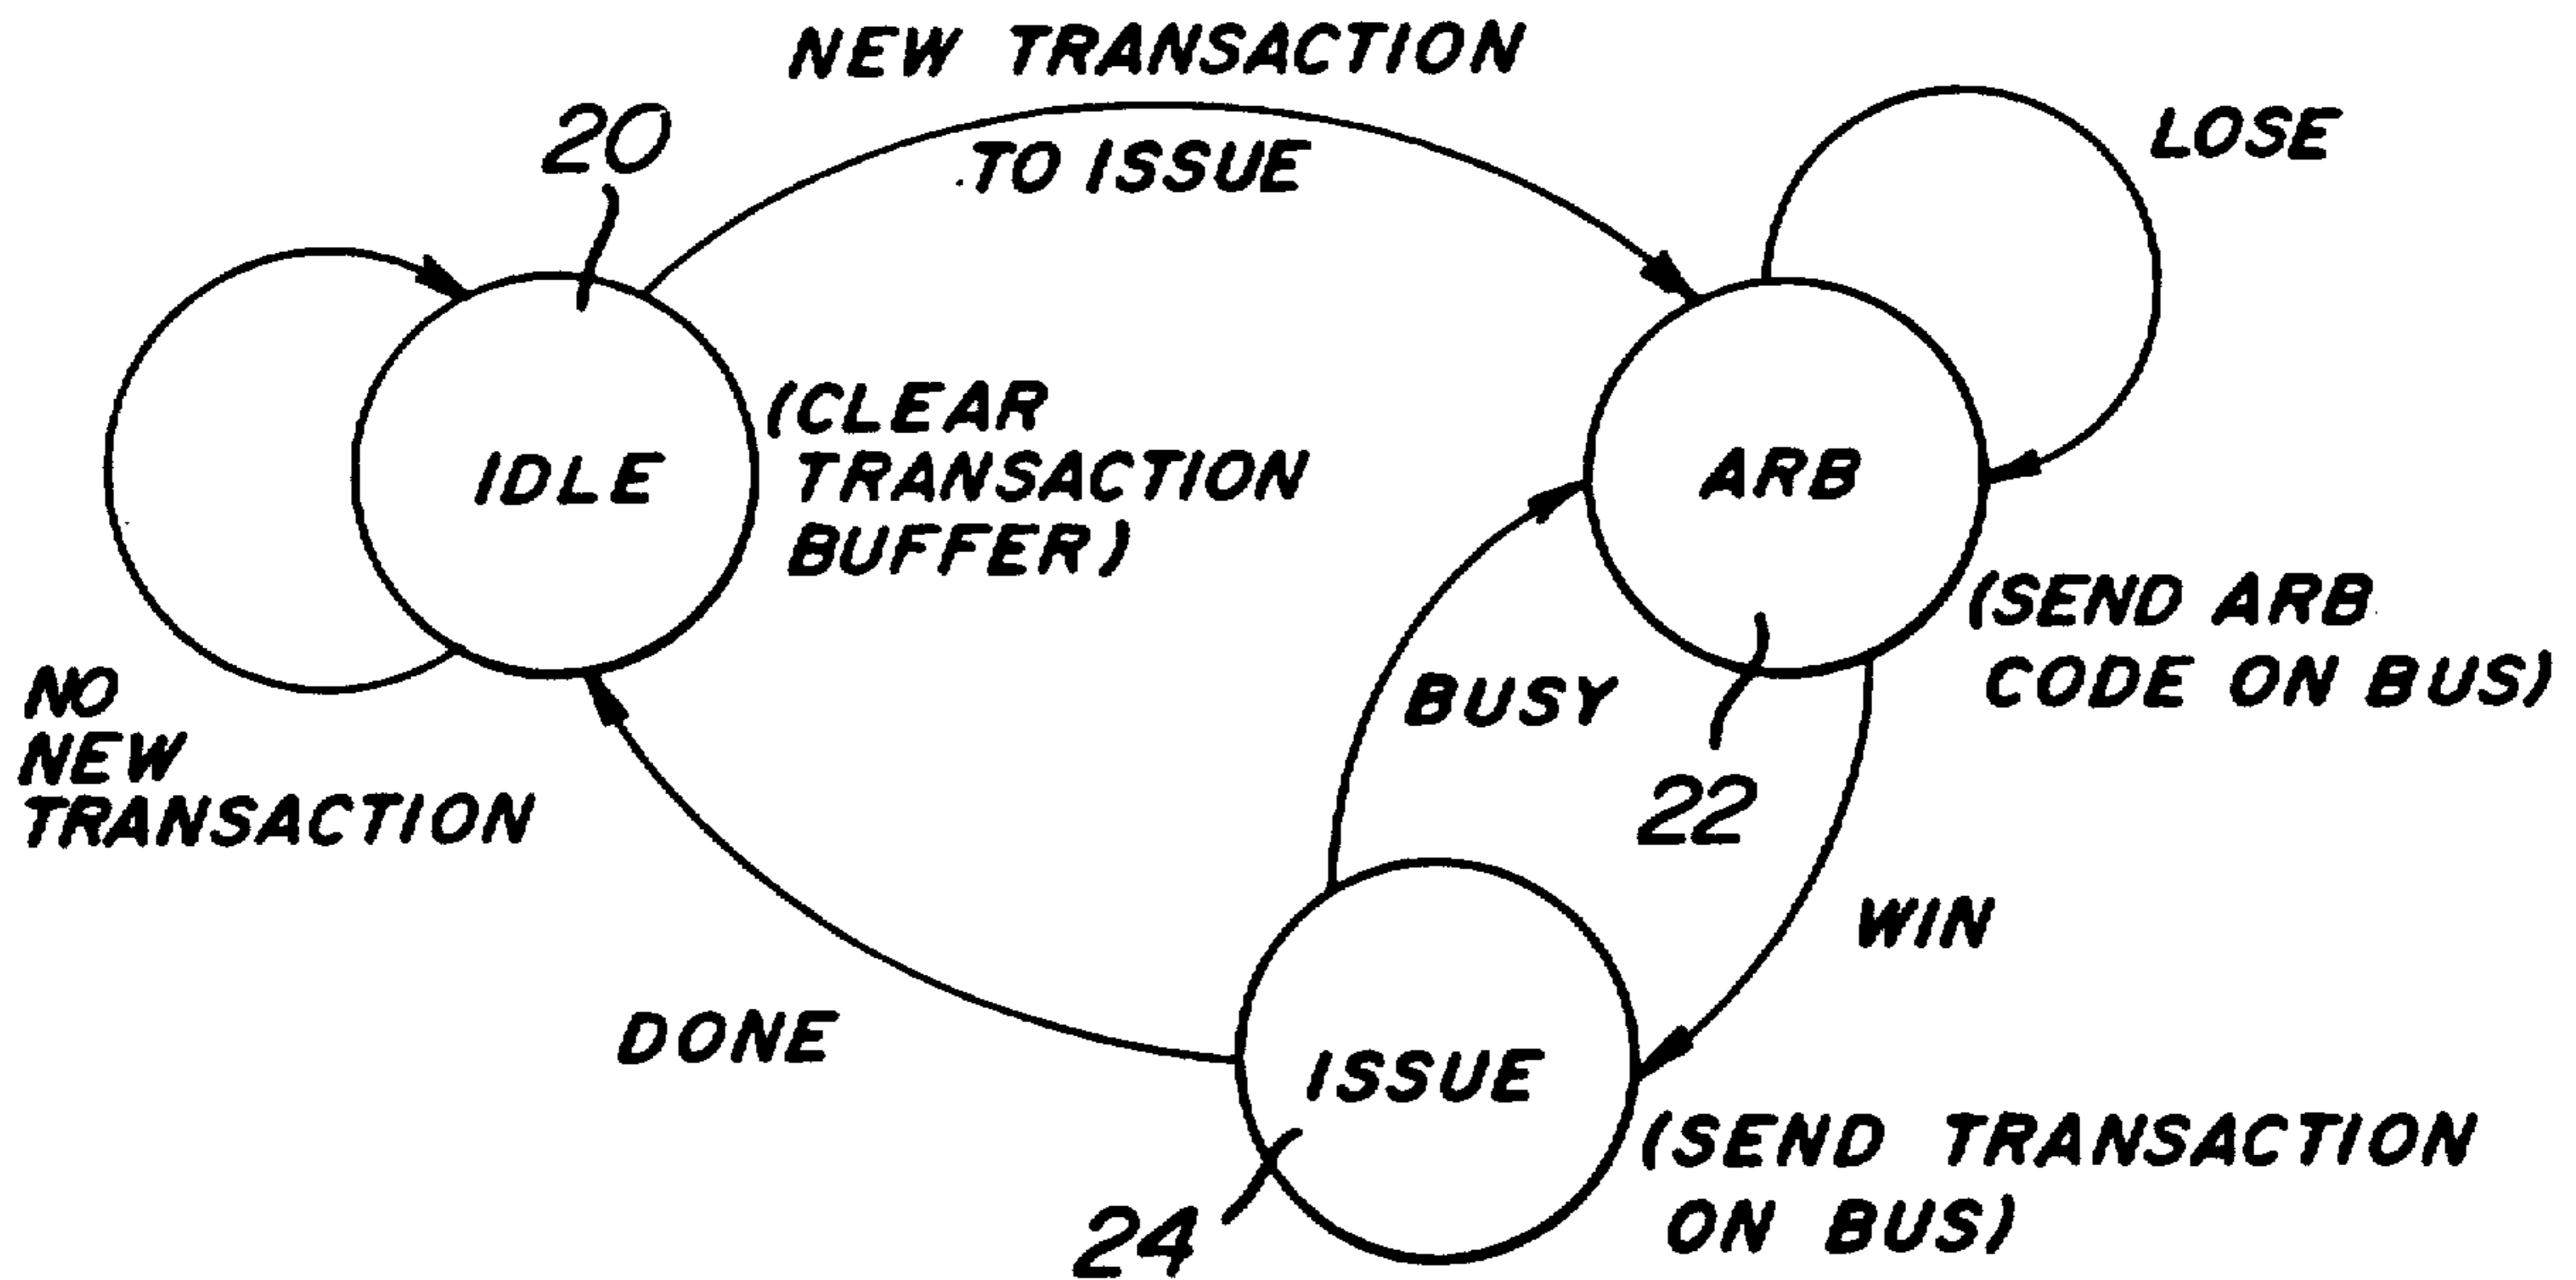 NEW TRANSACTION
TO ISSUE
20
LOSE
IDLE
(CLEAR
TRANSACTION
BUFFER)
ARB
(SEND ARB
CODE ON BUS)
NO
NEW
TRANSACTION
BUSY
22
WIN
DONE
ISSUE
(SEND TRANSACTION
ON BUS)
24